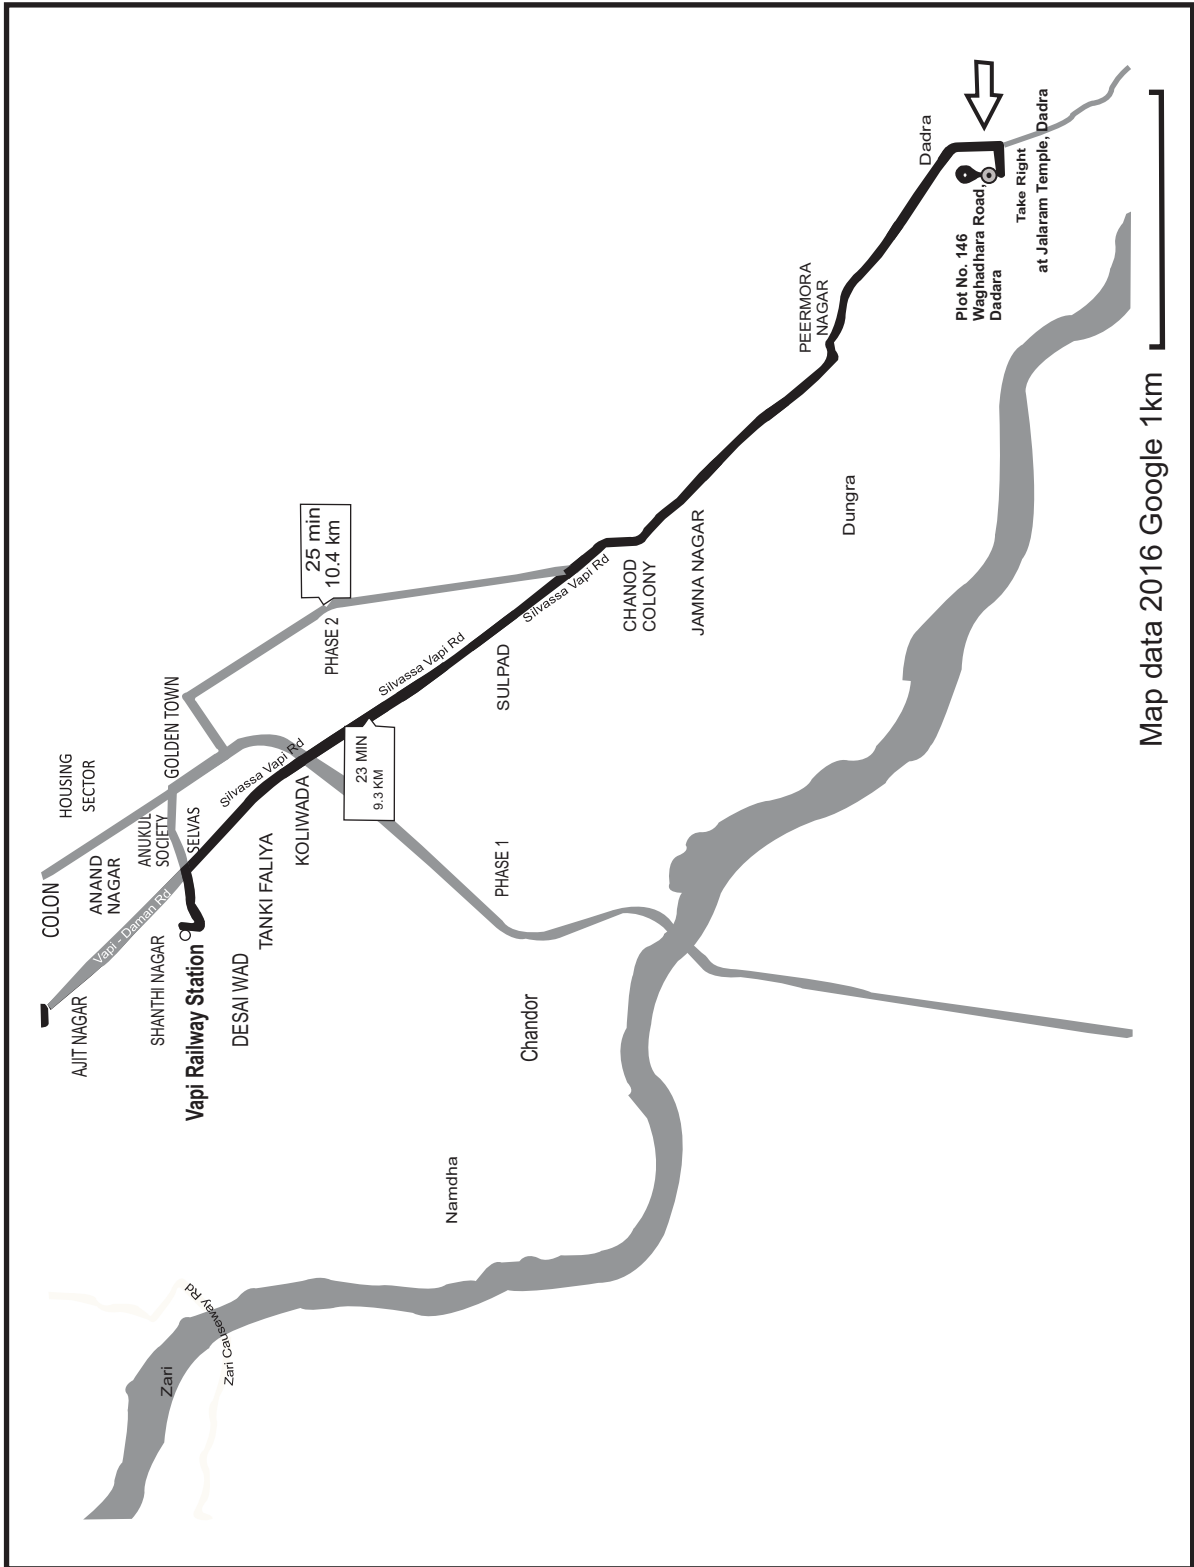 COLON
HOUSING
SECTOR
ANAND
NAGAR
AJIT NAGAR
Vapi - Daman Rd
ANUKUL
SOCIETY
GOLDEN TOWN
SELVAS
SHANTHI NAGAR
Vapi Railway Station
DESAI WAD
TANKI FALIYA
KOLIWADA
Silvassa Vapi Rd
25 min
10.4 km
PHASE 2
23 MIN
9.3 KM
Silvassa Vapi Rd
SULPAD
Silvassa Vapi Rd
PHASE 1
CHANOD
COLONY
JAMNA NAGAR
PEERMORA
NAGAR
Dungra
Dadra
Plot No. 146
Waghadhara Road,
Dadara
Take Right
at Jalaram Temple, Dadra
Chandor
Namdha
Zari
Zari Causeway Rd
Map data 2016 Google 1km